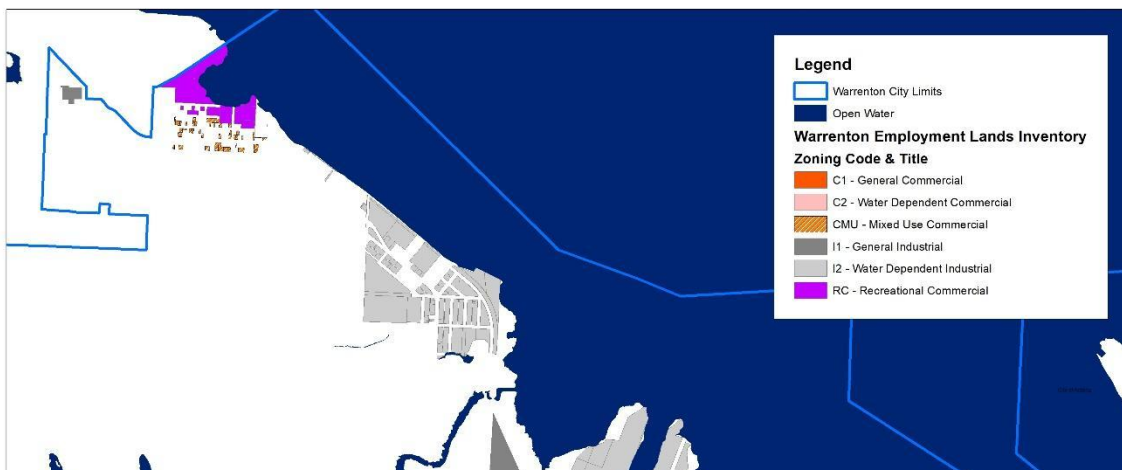 Legend
Warrenton City Limits
Open Water
Warrenton Employment Lands Inventory
Zoning Code & Title
C1 - General Commercial
C2 - Water Dependent Commercial
CMU - Mixed Use Commercial
I1 - General Industrial
I2 - Water Dependent Industrial
RC - Recreational Commercial